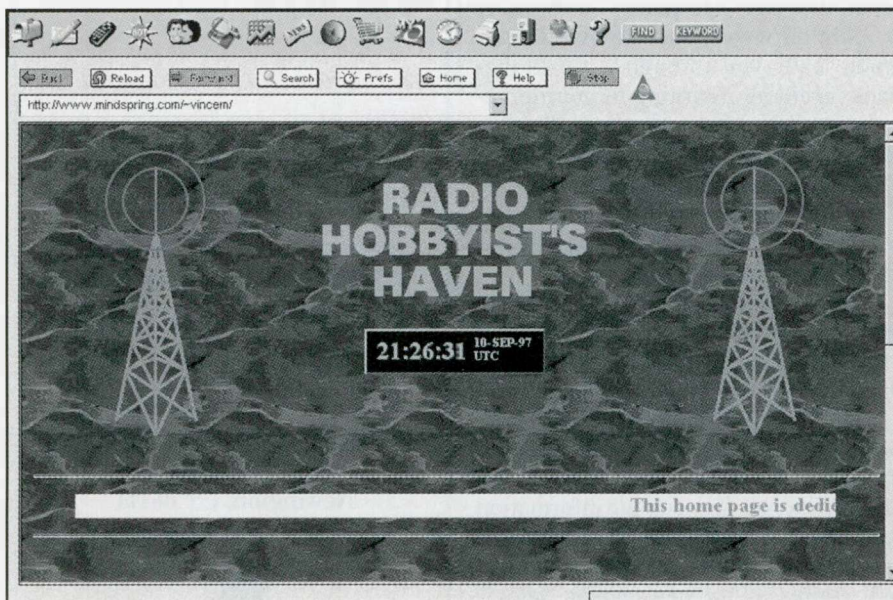 NEWS
FIND KEYWORD
Back Reload Forward Search Prefs Home Help Stop
http://www.mindspring.com/~vincem/
RADIO
HOBBYIST'S
HAVEN
21:26:31 10-SEP-97
UTC
This home page is dedic